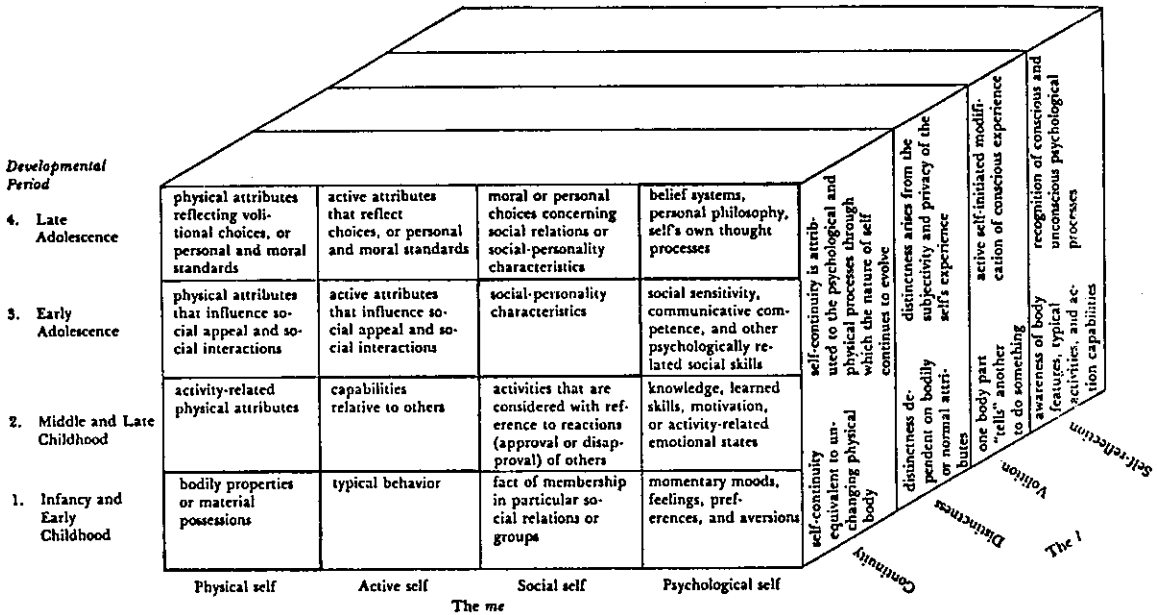 Developmental
Period
4. Late
Adolescence
physical attributes
reflecting voli-
tional choices, or
personal and moral
standards
active attributes
that reflect
choices, or personal
and moral standards
moral or personal
choices concerning
social relations or
social-personality
characteristics
belief systems,
personal philosophy,
self's own thought
processes
3. Early
Adolescence
physical attributes
that influence so-
cial appeal and so-
cial interactions
active attributes
that influence so-
cial appeal and so-
cial interactions
social-personality
characteristics
social sensitivity,
communicative com-
petence, and other
psychologically re-
lated social skills
2. Middle and Late
Childhood
activity-related
physical attributes
capabilities
relative to others
activities that are
considered with ref-
erence to reactions
(approval or disap-
proval) of others
knowledge, learned
skills, motivation,
or activity-related
emotional states
1. Infancy and
Early
Childhood
bodily properties
or material
possessions
typical behavior
fact of membership
in particular so-
cial relations or
groups
momentary moods,
feelings, pref-
erences, and aversions
Physical self
Active self
Social self
Psychological self
The me
self-continuity is attrib-
uted to the psychological and
physical processes through
which the nature of self
continues to evolve
self-continuity
equivalent to un-
changing physical
body
distinctness arises from the
subjectivity and privacy of the
self's experience
distinctness de-
pendent on bodily
or normal attri-
butes
active self-initiated modifi-
cation of conscious experience
one body part
"tells" another
to do something
recognition of conscious and
unconscious psychological
processes
awareness of body
features, typical
activities, and ac-
tion capabilities
Continuity
Distinctness
Volition
Self-reflection
The I